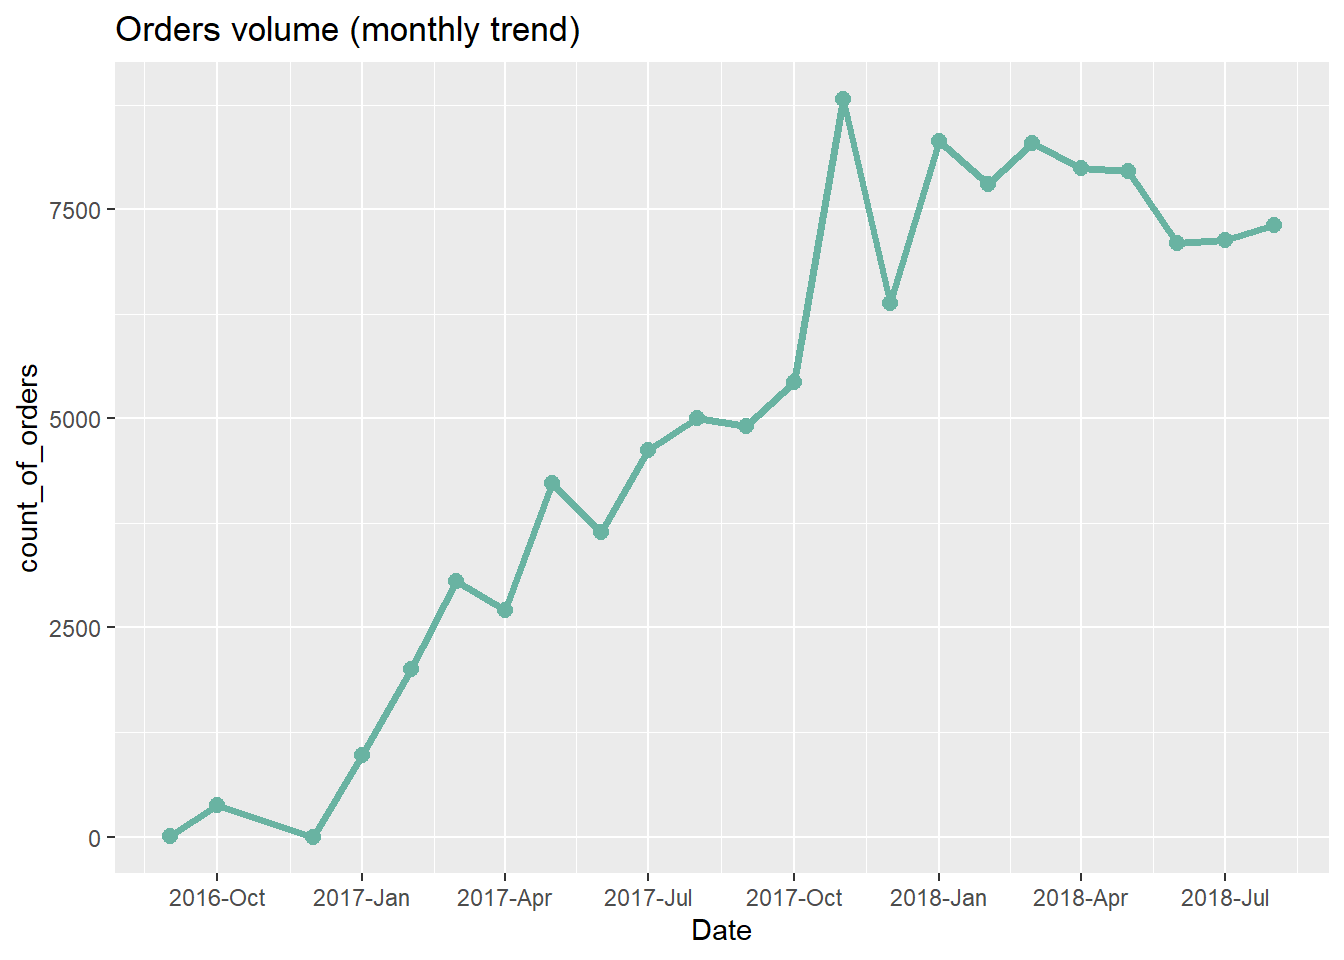 Orders volume (monthly trend)
count_of_orders
7500
5000
2500
0
2016-Oct 2017-Jan 2017-Apr 2017-Jul 2017-Oct 2018-Jan 2018-Apr 2018-Jul
Date